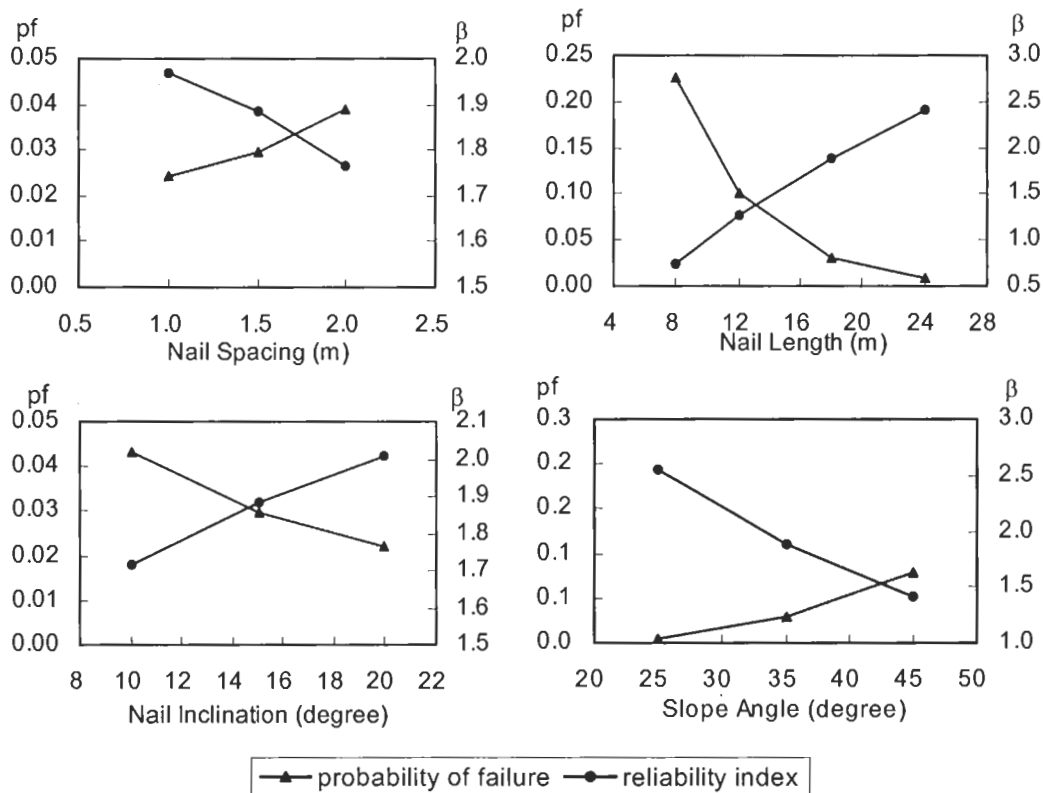 pf β pf β
0.05 2.0 0.25 3.0
0.04 1.9 0.20 2.5
0.03 1.8 0.15 2.0
0.02 1.7 0.10 1.5
0.01 1.6 0.05 1.0
0.00 1.5 0.00 0.5
0.5 1.0 1.5 2.0 2.5 4 8 12 16 20 24 28
Nail Spacing (m) Nail Length (m)
pf β pf β
0.05 2.1 0.3 3.0
0.04 2.0 0.2 2.5
0.03 1.9 0.2 2.0
0.02 1.8 0.1 1.5
0.01 1.7 0.1 1.0
0.00 1.6 0.0
1.5
8 10 12 14 16 18 20 22 20 25 30 35 40 45 50
Nail Inclination (degree) Slope Angle (degree)
probability of failure reliability index